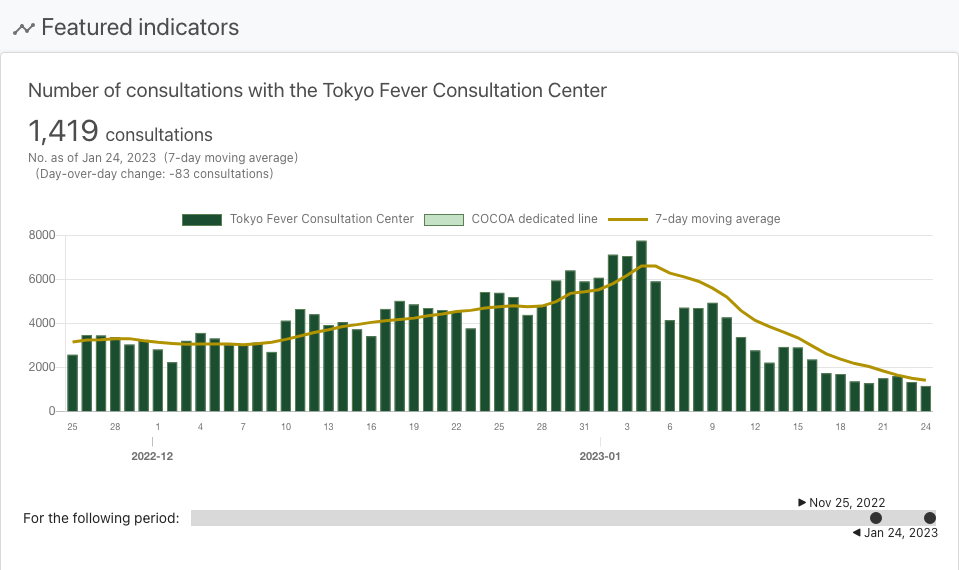 Featured indicators
Number of consultations with the Tokyo Fever Consultation Center
1,419 consultations
No. as of Jan 24, 2023 (7-day moving average)
(Day-over-day change: -83 consultations)
Tokyo Fever Consultation Center COCOA dedicated line 7-day moving average
8000
6000
4000
2000
0
25 28 1 4 7 10 13 16 19 22 25 28 31 3 6 9 12 15 18 21 24
2022-12 2023-01
▶ Nov 25, 2022
For the following period:
◀ Jan 24, 2023